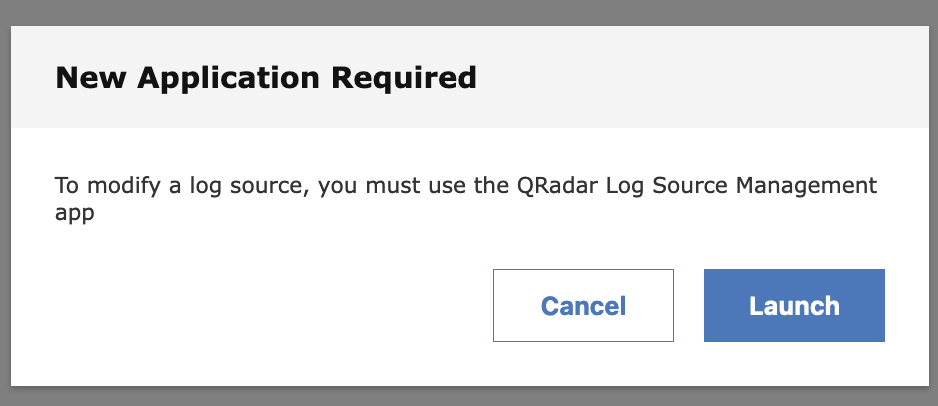 New Application Required
To modify a log source, you must use the QRadar Log Source Management
app
Cancel
Launch